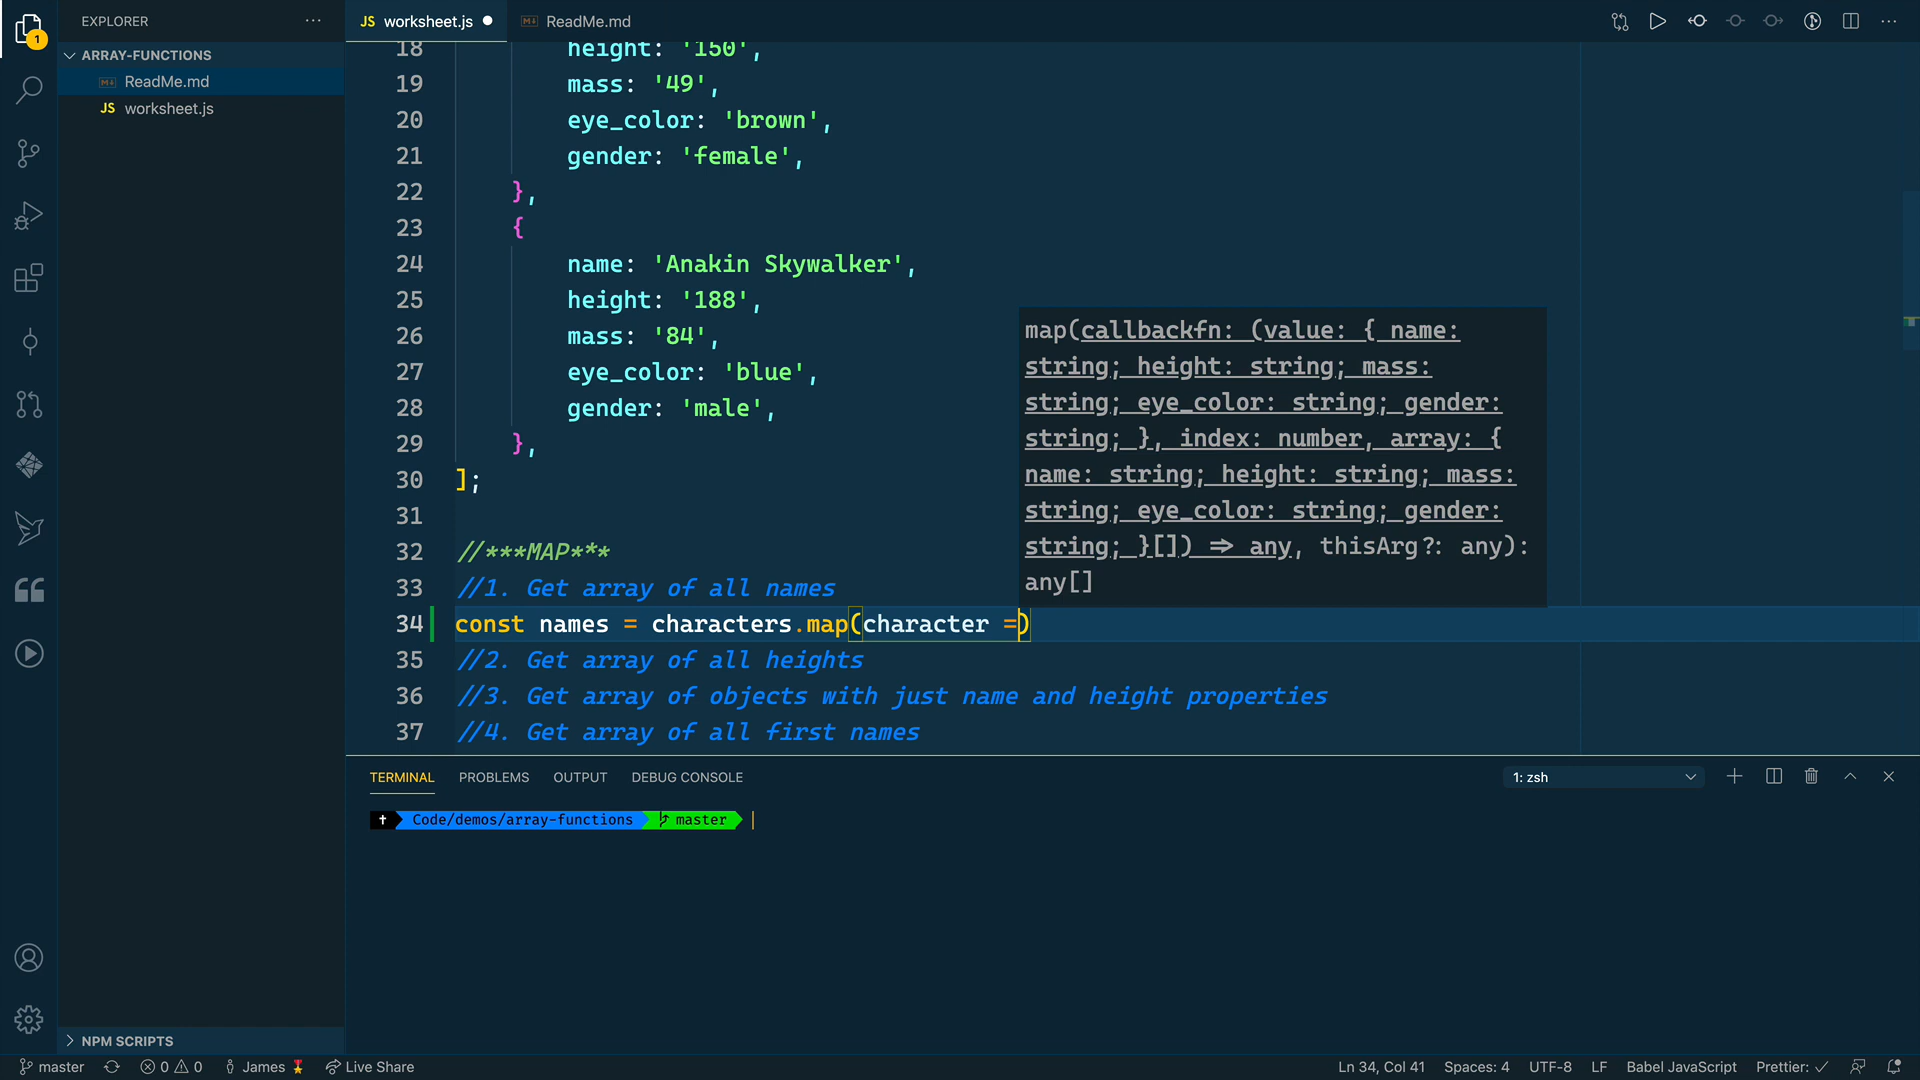 EXPLORER
ARRAY-FUNCTIONS
ReadMe.md
JS worksheet.js
NPM SCRIPTS
JS worksheet.js
ReadMe.md
18 height: '150',
19 mass: '49',
20 eye_color: 'brown',
21 gender: 'female',
22 },
23 {
24 name: 'Anakin Skywalker',
25 height: '188',
26 mass: '84',
27 eye_color: 'blue',
28 gender: 'male',
29 },
30 ];
31
32 //***MAP***
33 //1. Get array of all names
34 const names = characters.map(character =)
35 //2. Get array of all heights
36 //3. Get array of objects with just name and height properties
37 //4. Get array of all first names
map(callbackfn: (value: { name:
string; height: string; mass:
string; eye_color: string; gender:
string; }, index: number, array: {
name: string; height: string; mass:
string; eye_color: string; gender:
string; }[]) => any, thisArg?: any):
any[]
TERMINAL PROBLEMS OUTPUT DEBUG CONSOLE
1: zsh
Code/demos/array-functions master
1
master 0 0 James Live Share
Ln 34, Col 41 Spaces: 4 UTF-8 LF Babel JavaScript Prettier: ✓